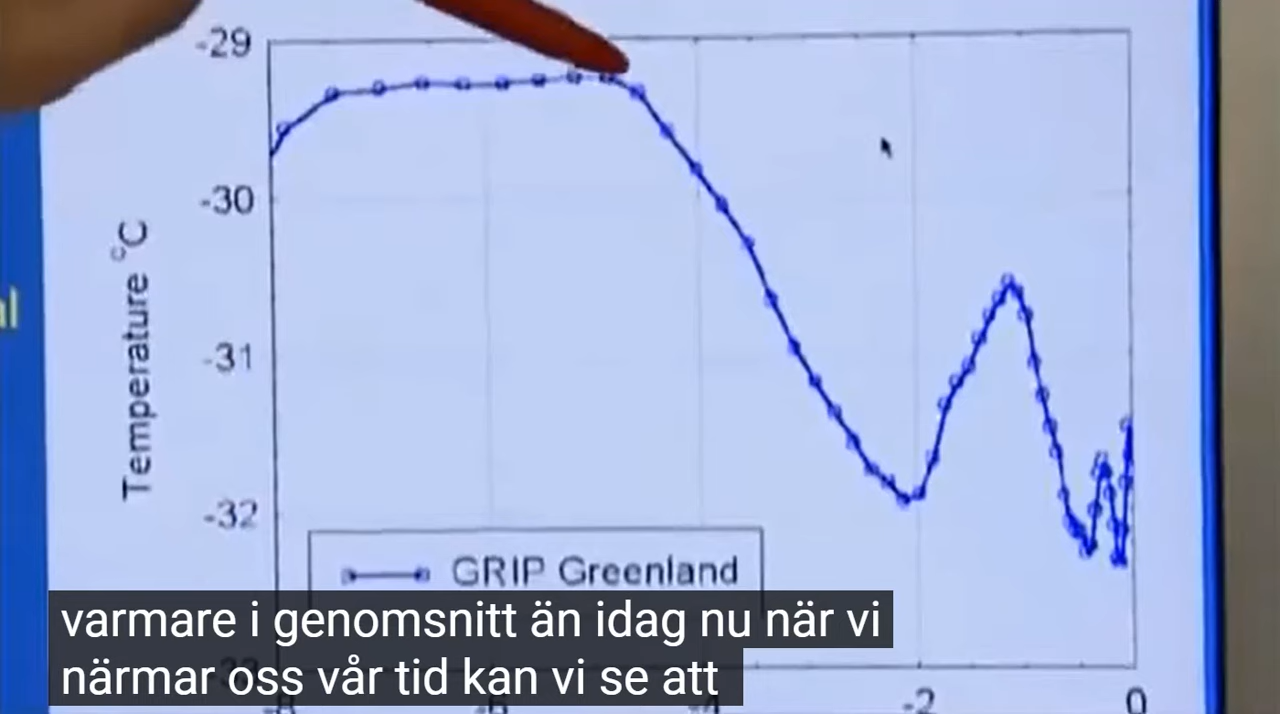 -29
-30
Temperature °C
-31
-32
GRIP Greenland
varmare i genomsnitt än idag nu när vi
närmar oss vår tid kan vi se att
-2
0